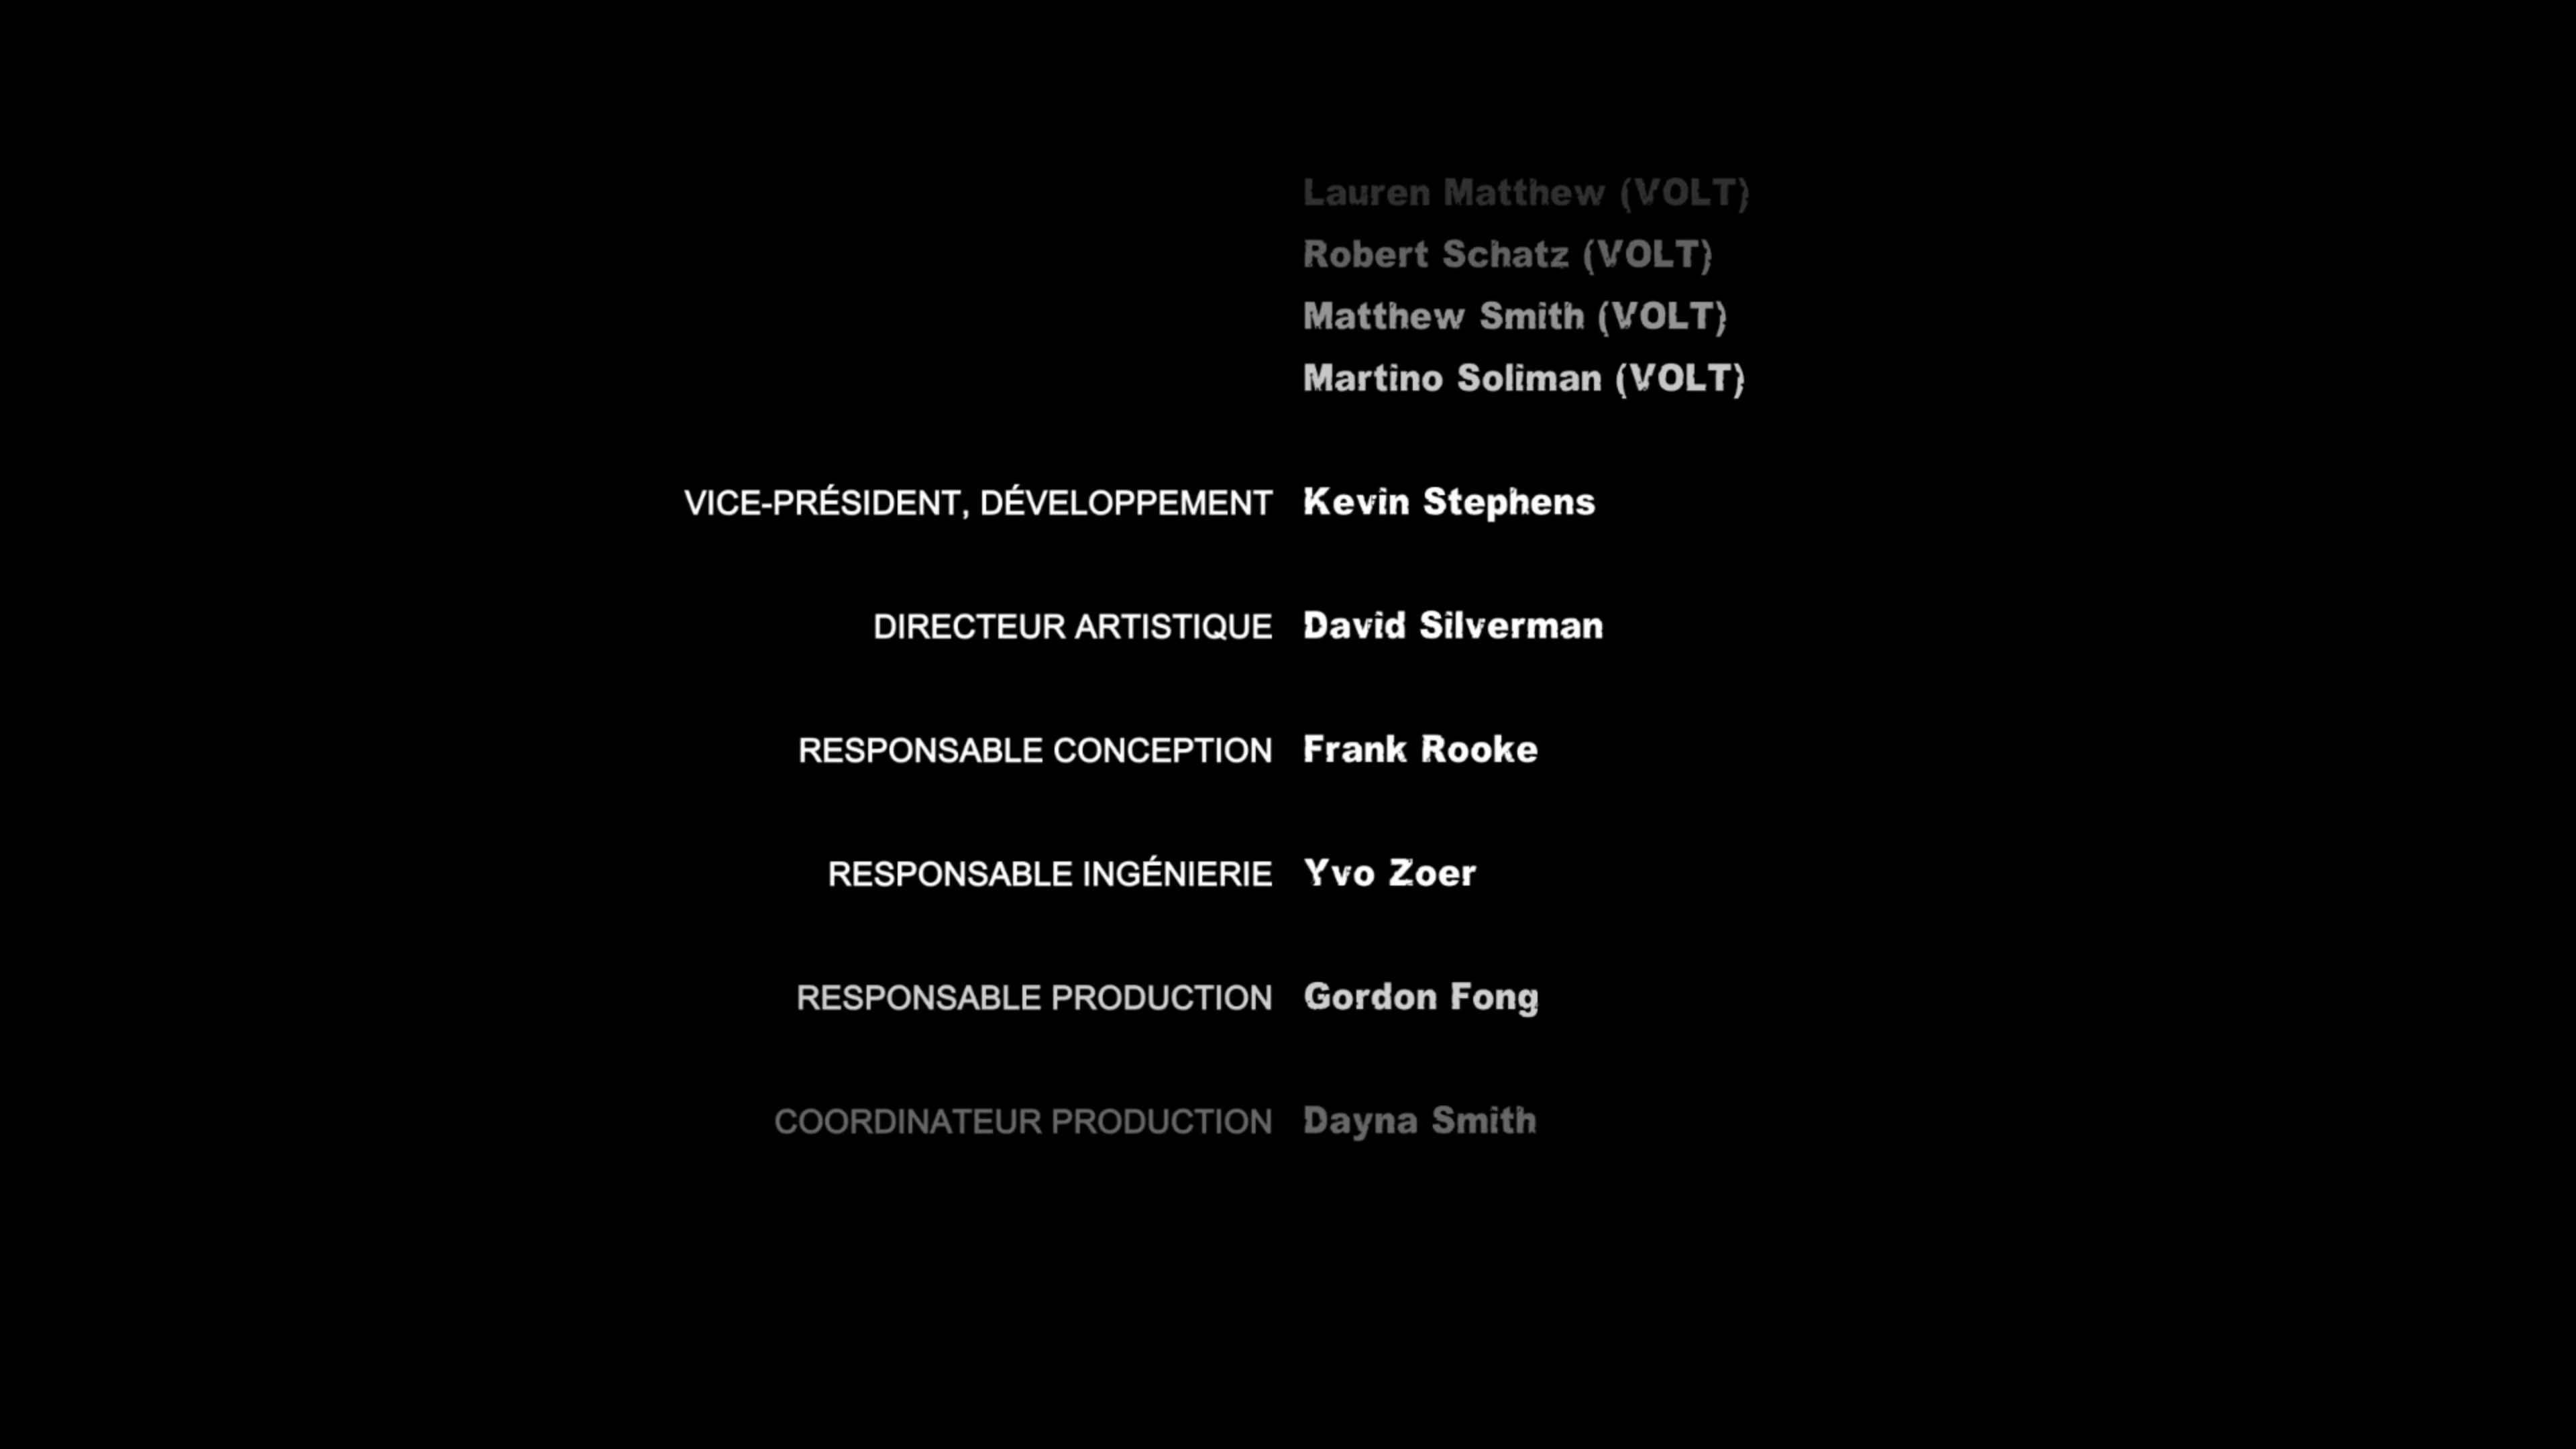 Lauren Matthew (VOLT)
Robert Schatz (VOLT)
Matthew Smith (VOLT)
Martino Soliman (VOLT)
VICE-PRÉSIDENT, DÉVELOPPEMENT Kevin Stephens
DIRECTEUR ARTISTIQUE David Silverman
RESPONSABLE CONCEPTION Frank Rooke
RESPONSABLE INGÉNIERIE Yvo Zoer
RESPONSABLE PRODUCTION Gordon Fong
COORDINATEUR PRODUCTION Dayna Smith